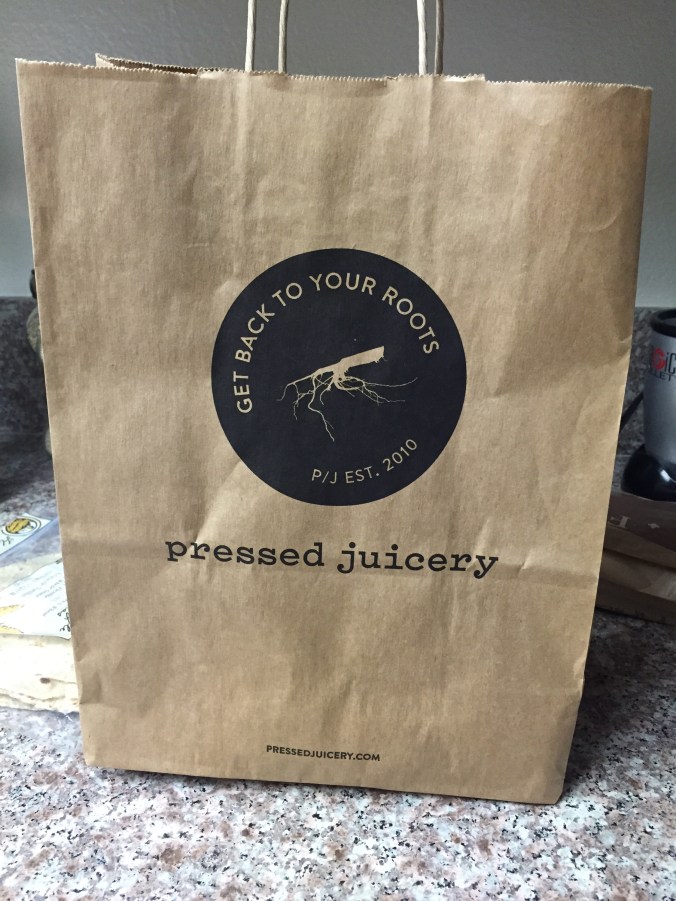 GET BACK TO YOUR ROOTS
P/J EST. 2010
pressed juicery
PRESSEDJUICERY.COM